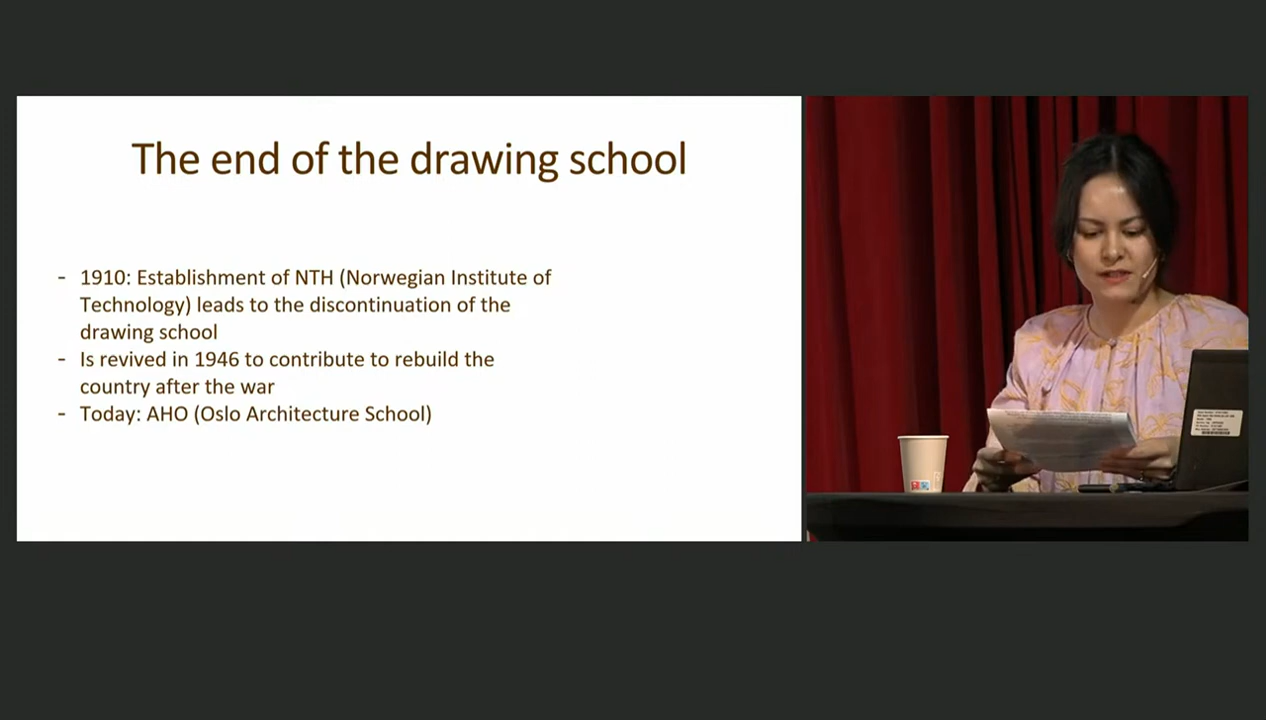 The end of the drawing school
- 1910: Establishment of NTH (Norwegian Institute of
Technology) leads to the discontinuation of the
drawing school
- Is revived in 1946 to contribute to rebuild the
country after the war
- Today: AHO (Oslo Architecture School)